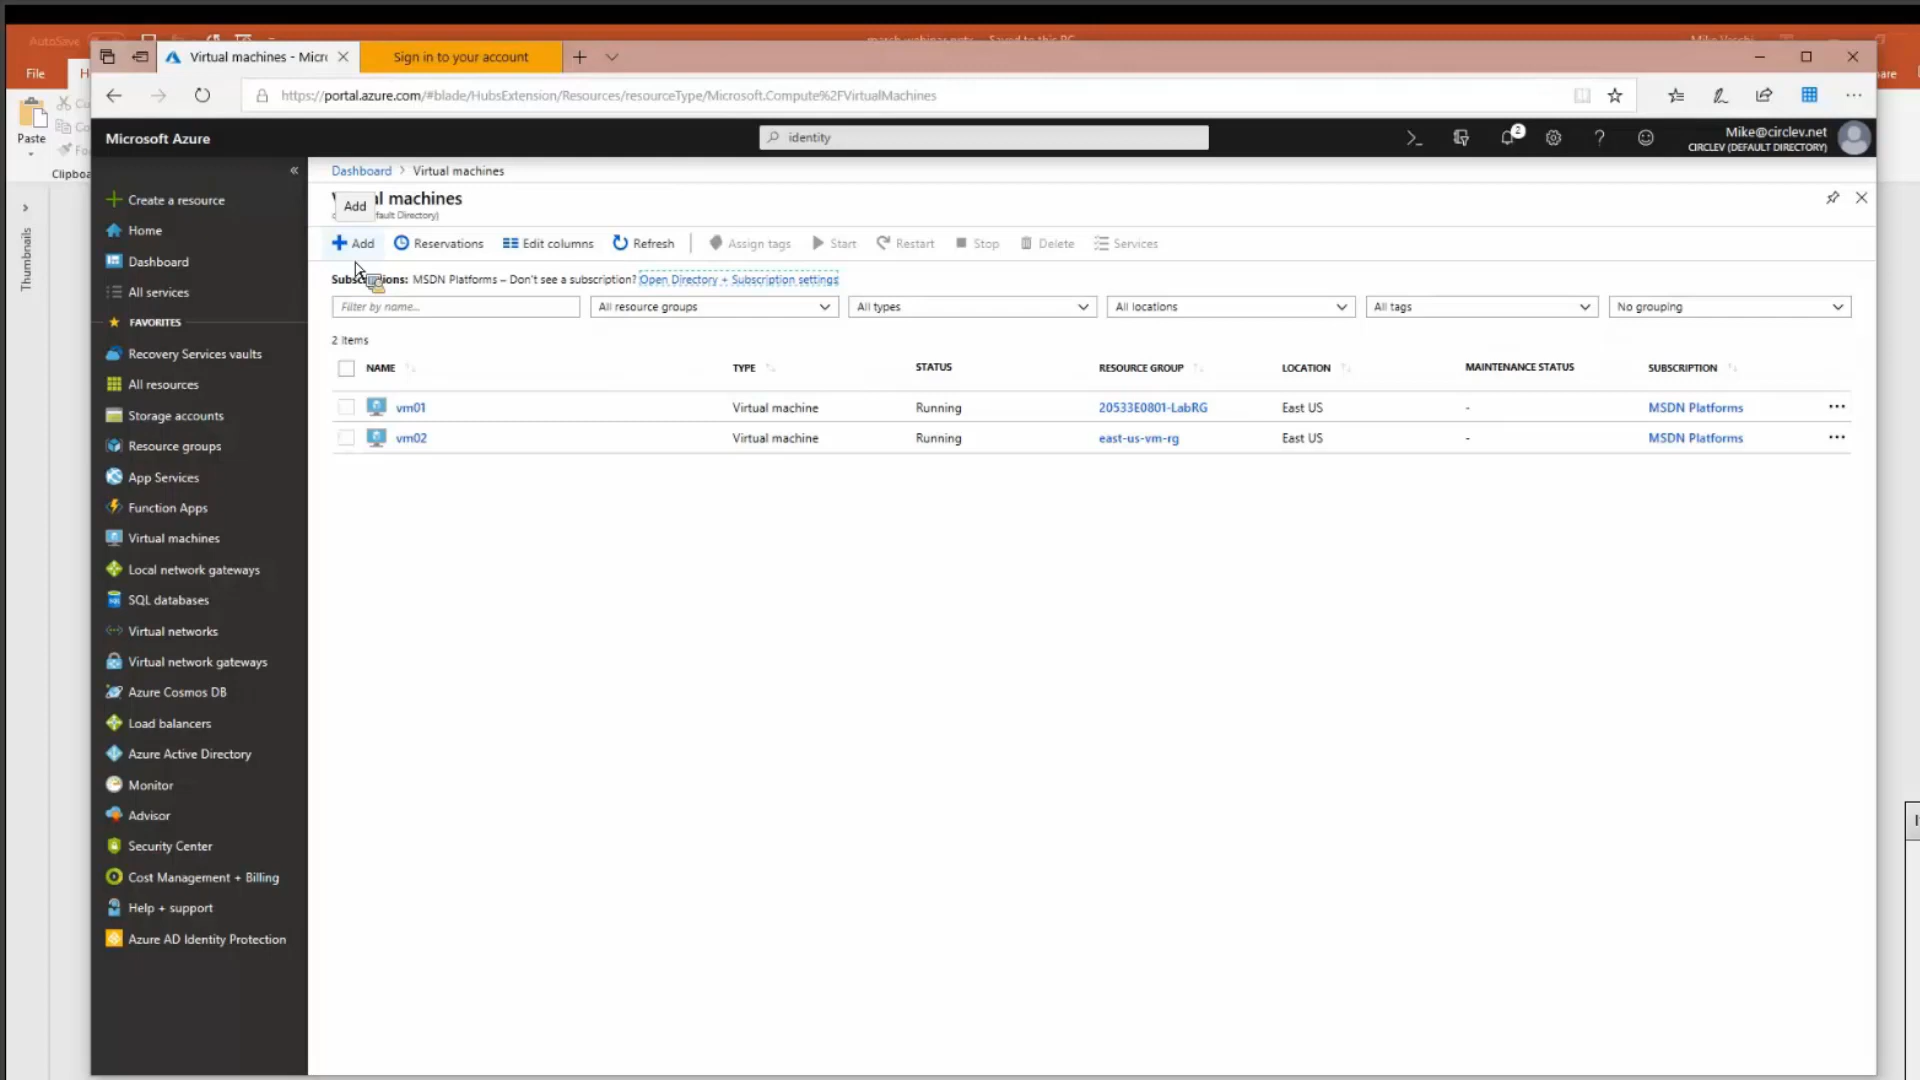 AutoSave
File
Paste
Clipboa
Thumbnails
Virtual machines - Micr
Sign in to your account
https://portal.azure.com/#blade/HubsExtension/Resources/resourceType/Microsoft.Compute%2FVirtualMachines
Microsoft Azure
identity
2
Mike@circlev.net
CIRCLEV (DEFAULT DIRECTORY)
Create a resource
Home
Dashboard
All services
FAVORITES
Recovery Services vaults
All resources
Storage accounts
Resource groups
App Services
Function Apps
Virtual machines
Local network gateways
SQL databases
Virtual networks
Virtual network gateways
Azure Cosmos DB
Load balancers
Azure Active Directory
Monitor
Advisor
Security Center
Cost Management + Billing
Help + support
Azure AD Identity Protection
Dashboard > Virtual machines
machines
Add
fault Directory)
Add Reservations Edit columns Refresh Assign tags Start Restart Stop Delete Services
MSDN Platforms – Don't see a subscription? Open Directory + Subscription settings
Filter by name... All resource groups All types All locations All tags No grouping
2 items
NAME TYPE STATUS RESOURCE GROUP LOCATION MAINTENANCE STATUS SUBSCRIPTION
vm01 Virtual machine Running 20533E0801-LabRG East US - MSDN Platforms
vm02 Virtual machine Running east-us-vm-rg East US - MSDN Platforms